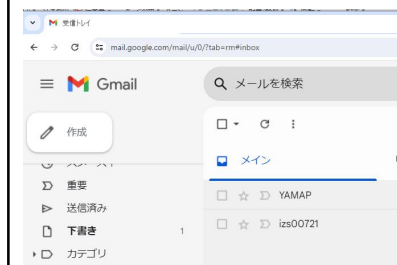 受信トレイ
mail.google.com/mail/u/0/?tab=rm#inbox
Gmail
メールを検索
作成
メイン
重要
YAMAP
送信済み
izs00721
下書き 1
カテゴリ